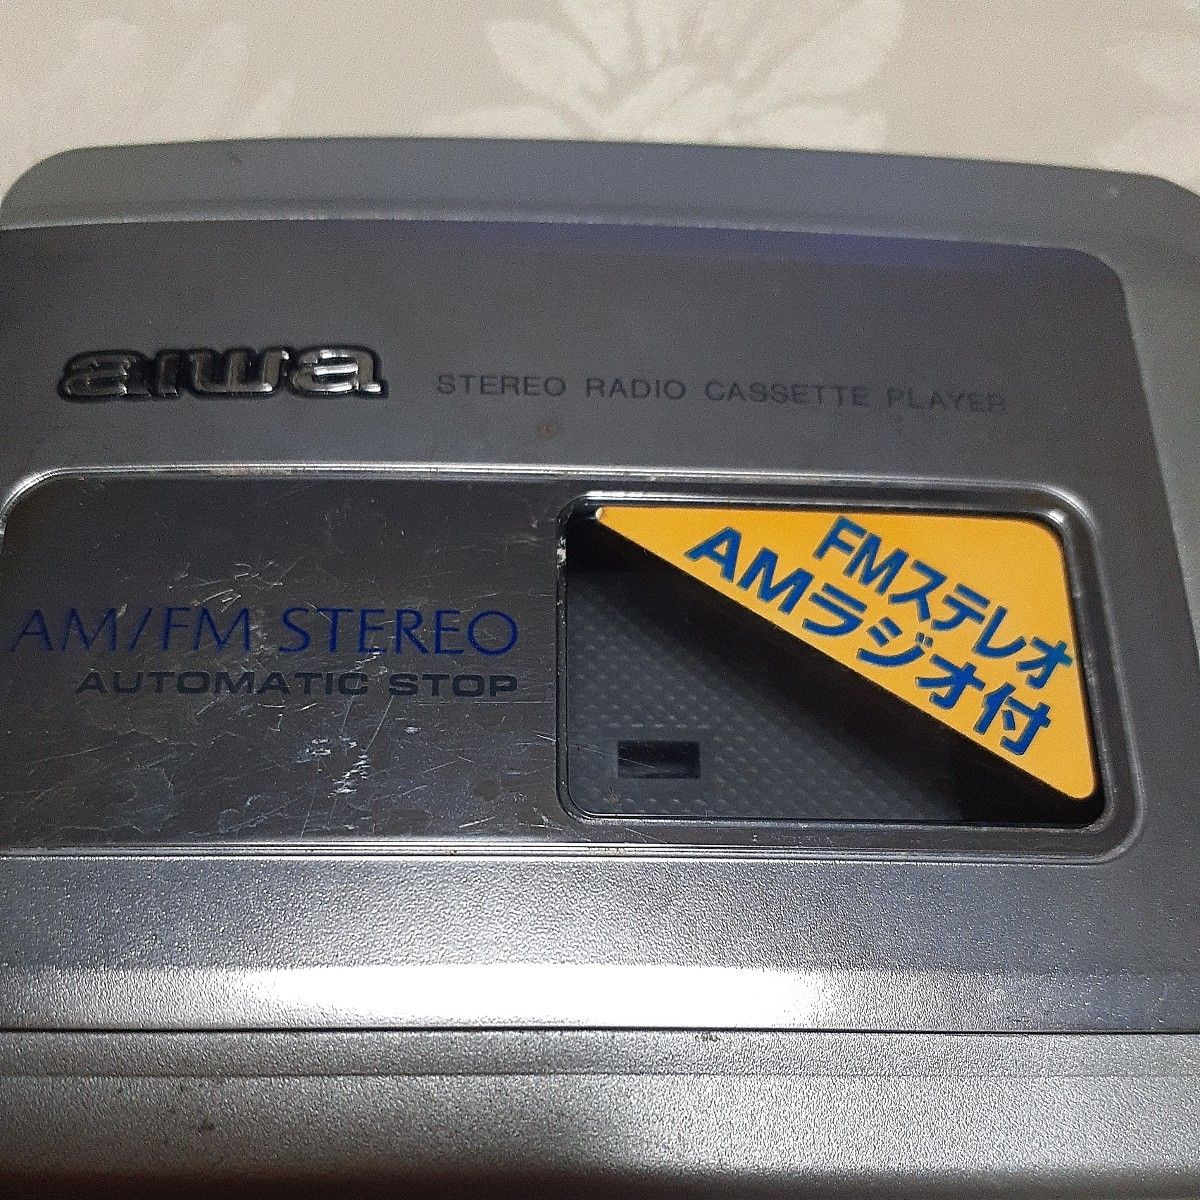 aiwa STEREO RADIO CASSETTE PLAYER
AM/FM STEREO
AUTOMATIC STOP
FMステレオ
AMラジオ付